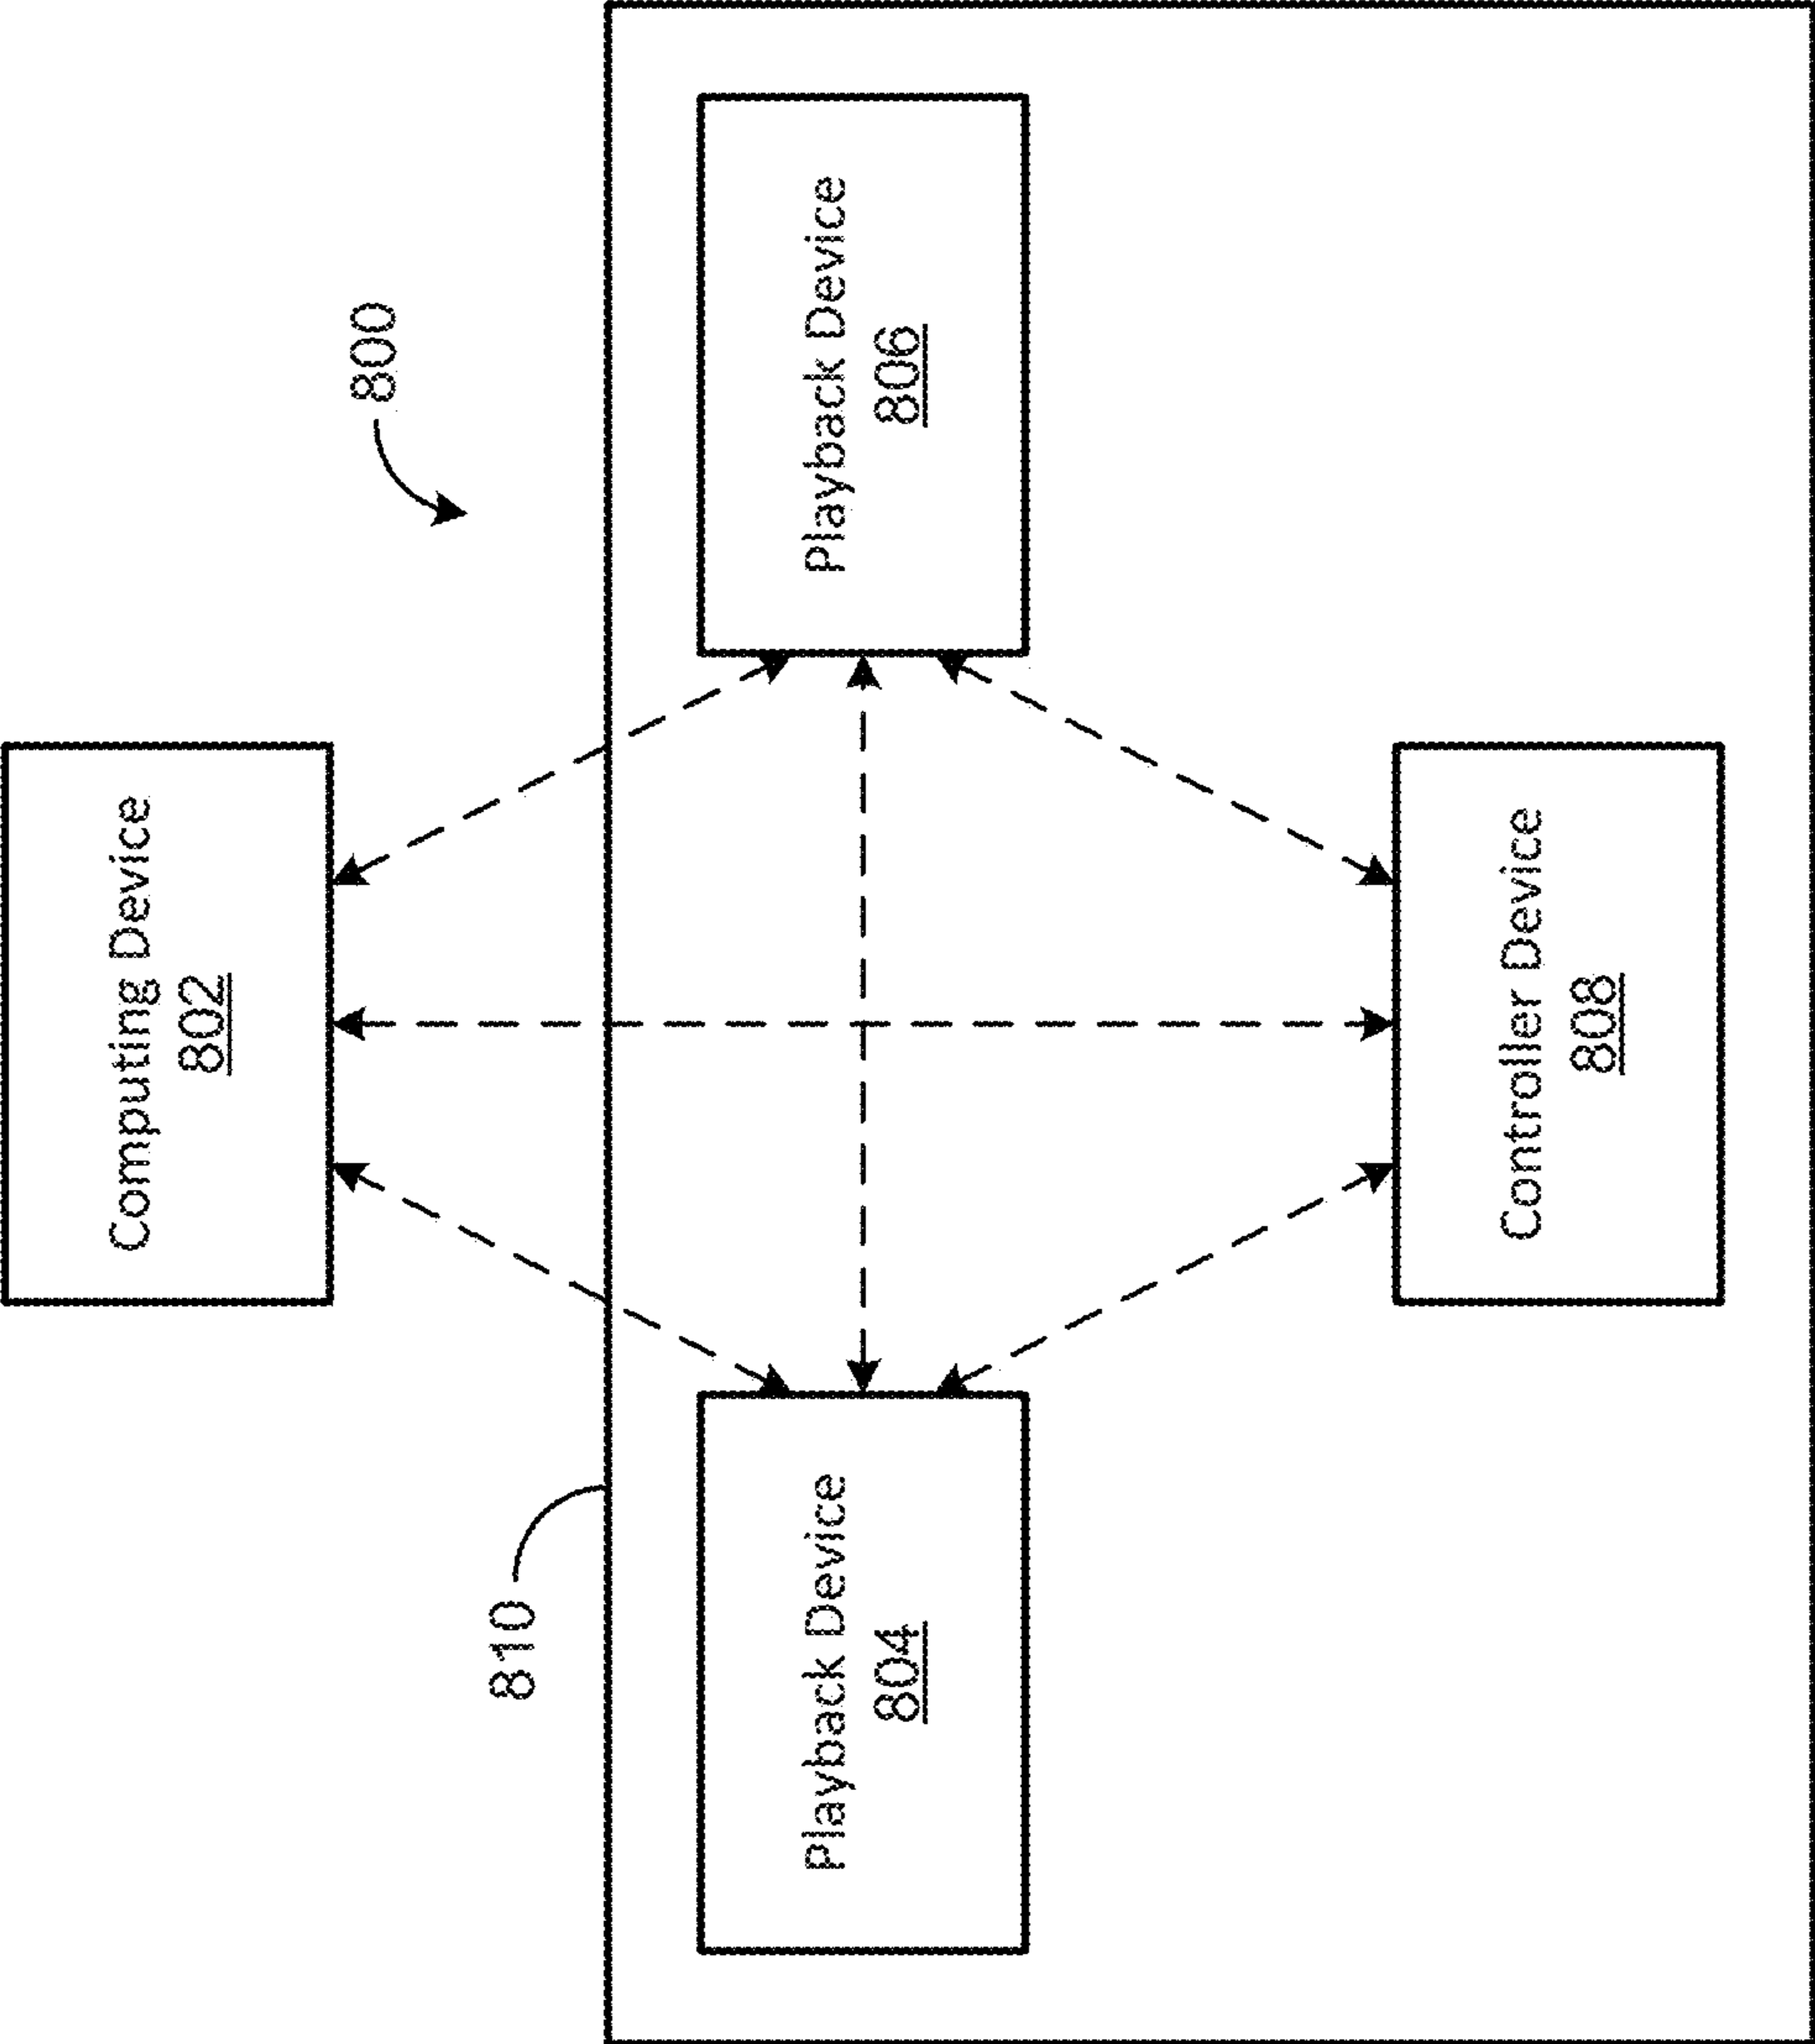 Computing Device
802
800
810
Playback Device
804
Playback Device
806
Controller Device
808